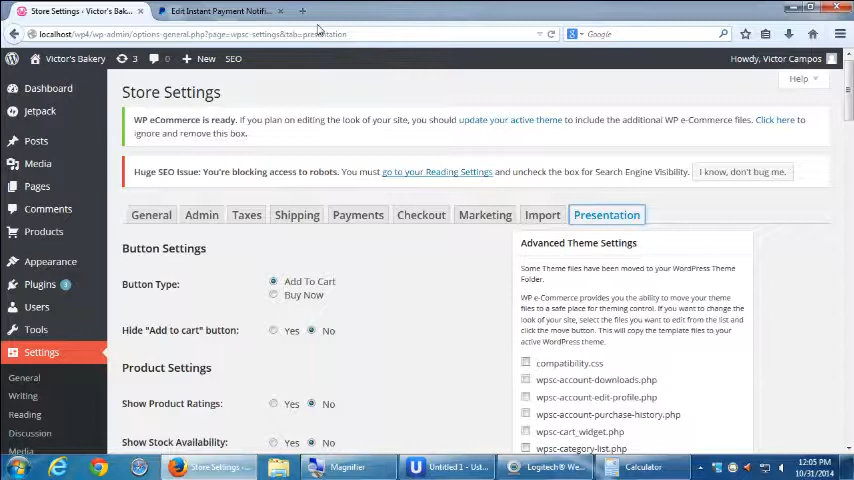 Store Settings ‹ Victor's Bak...
Edit Instant Payment Notifi...
localhost/wp4/wp-admin/options-general.php?page=wpsc-settings&tab=presentation
Google
Victor's Bakery
3
0
New
SEO
Howdy, Victor Campos
Help
Dashboard
Jetpack
Posts
Media
Pages
Comments
Products
Appearance
Plugins 3
Users
Tools
Settings
General
Writing
Reading
Discussion
Media
Store Settings
WP eCommerce is ready. If you plan on editing the look of your site, you should update your active theme to include the additional WP e-Commerce files. Click here to
ignore and remove this box.
Huge SEO Issue: You're blocking access to robots. You must go to your Reading Settings and uncheck the box for Search Engine Visibility.
I know, don't bug me.
General
Admin
Taxes
Shipping
Payments
Checkout
Marketing
Import
Presentation
Button Settings
Button Type:
Add To Cart
Buy Now
Hide "Add to cart" button:
Yes
No
Product Settings
Show Product Ratings:
Yes
No
Show Stock Availability:
Yes
No
Advanced Theme Settings
Some Theme files have been moved to your WordPress Theme
Folder.
WP e-Commerce provides you the ability to move your theme
files to a safe place for theming control. If you want to change the
look of your site, select the files you want to edit from the list and
click the move button. This will copy the template files to your
active WordPress theme.
compatibility.css
wpsc-account-downloads.php
wpsc-account-edit-profile.php
wpsc-account-purchase-history.php
wpsc-cart_widget.php
wpsc-category-list.php
Store Settings ‹...
Magnifier
Untitled 1 - Ust...
Logitech® We...
Calculator
12:05 PM
10/31/2014